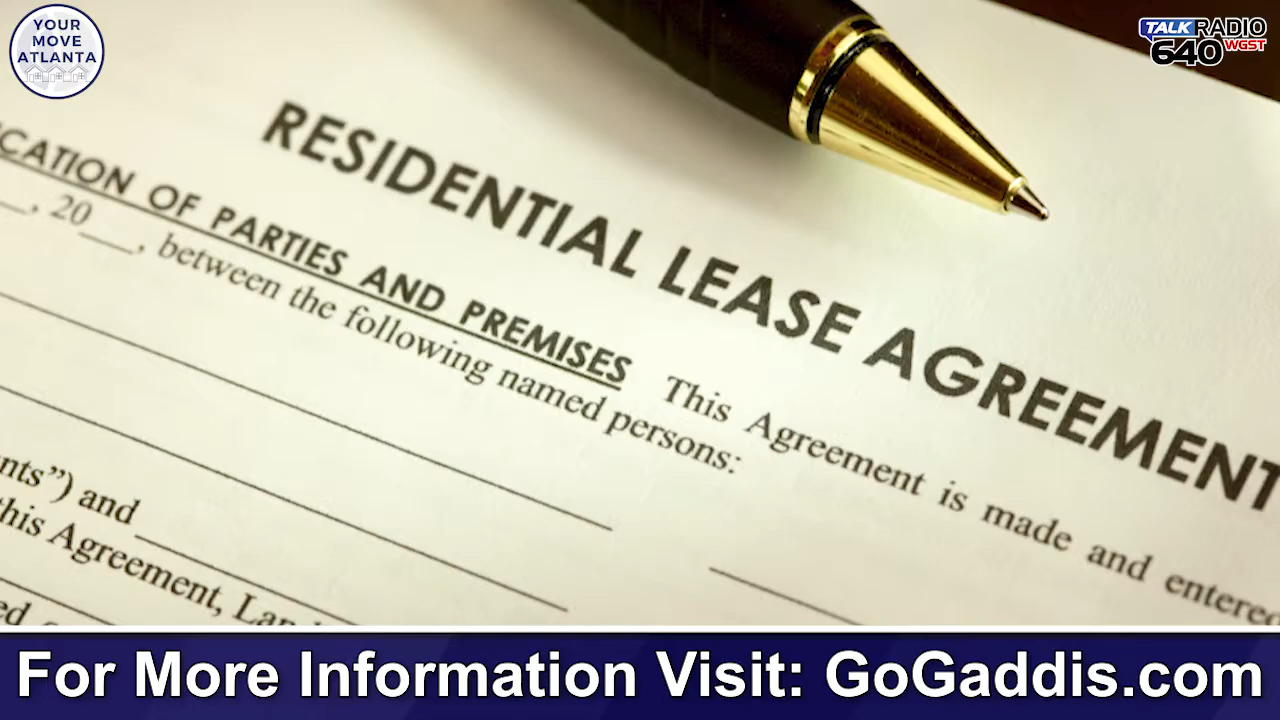 YOUR
MOVE
ATLANTA
TALK RADIO
640 WGST
RESIDENTIAL LEASE AGREEMENT
CATION OF PARTIES AND PREMISES This Agreement is made and entered
, 20___, between the following named persons:
nts") and
this Agreement,
For More Information Visit: GoGaddis.com